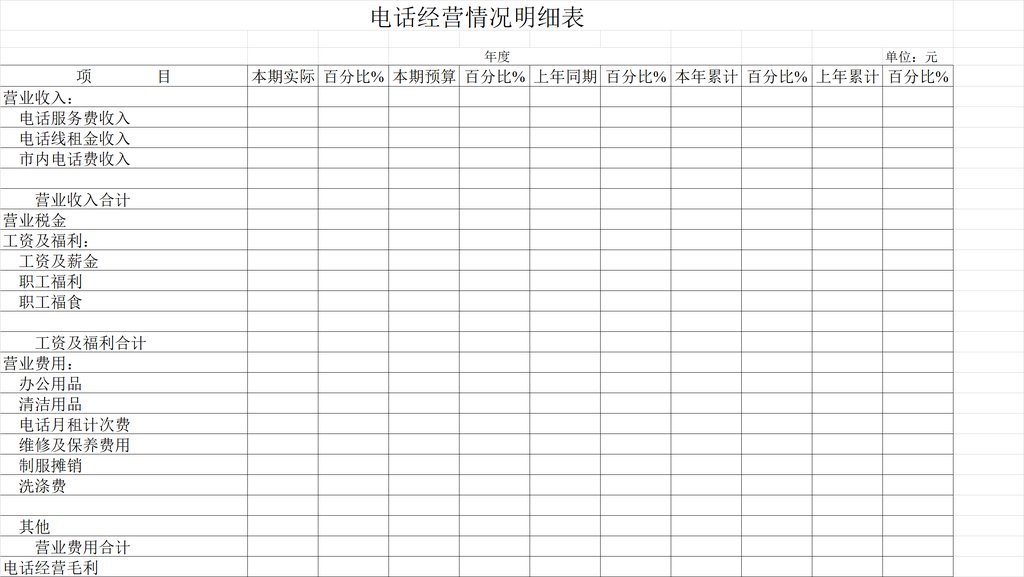 电话经营情况明细表
年度 单位：元
项 目 本期实际 百分比% 本期预算 百分比% 上年同期 百分比% 本年累计 百分比% 上年累计 百分比%
营业收入：
电话服务费收入
电话线租金收入
市内电话费收入
营业收入合计
营业税金
工资及福利：
工资及薪金
职工福利
职工福食
工资及福利合计
营业费用：
办公用品
清洁用品
电话月租计次费
维修及保养费用
制服摊销
洗涤费
其他
营业费用合计
电话经营毛利